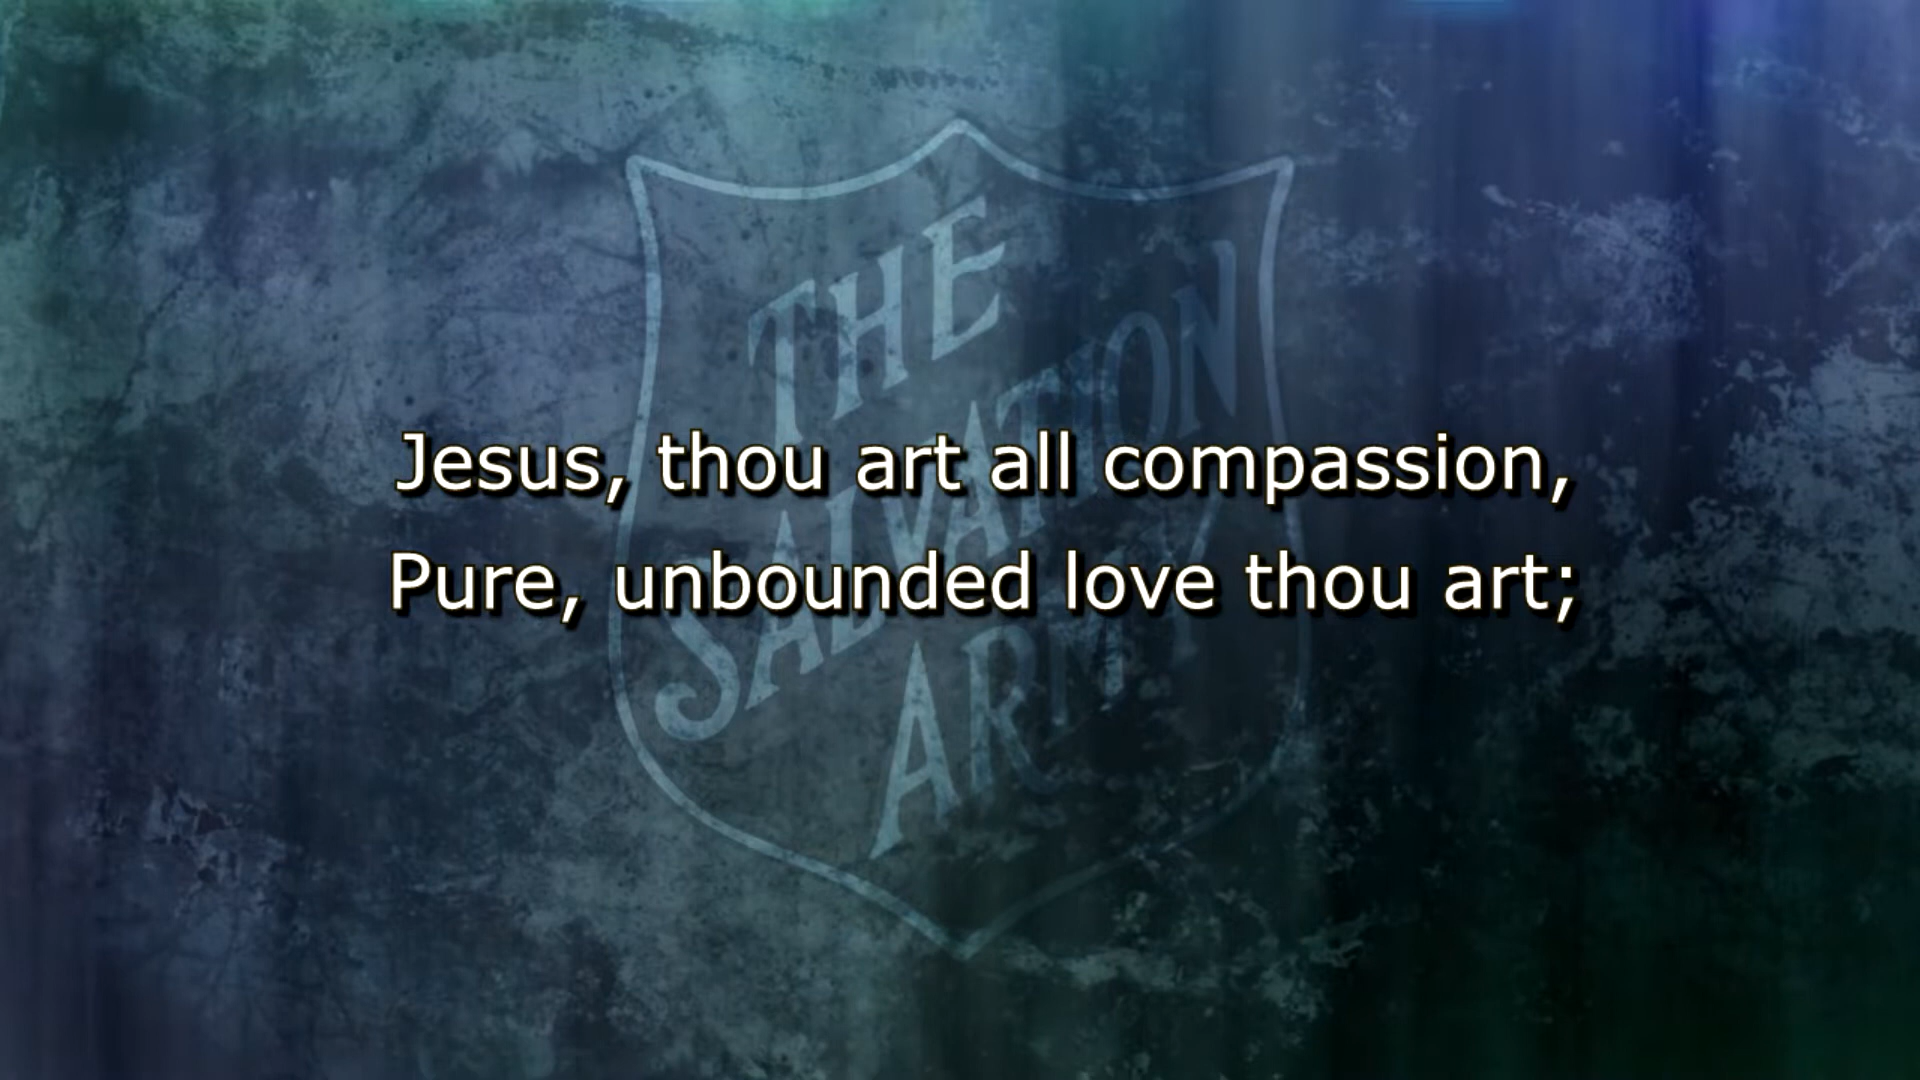 THE
SALVATION
ARMY
Jesus, thou art all compassion,
Pure, unbounded love thou art;